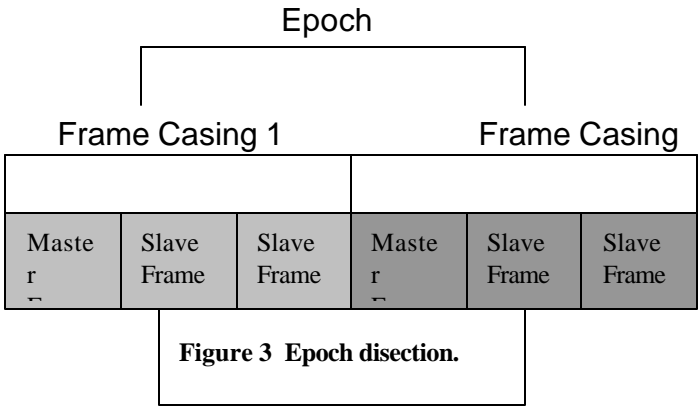 Epoch
Frame Casing 1 Frame Casing
Maste Slave Slave Maste Slave Slave
r Frame Frame r Frame Frame
Figure 3 Epoch disection.